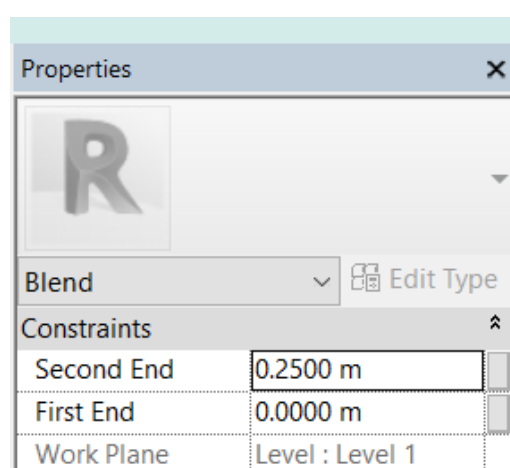 Properties
R
Blend Edit Type
Constraints
Second End 0.2500 m
First End 0.0000 m
Work Plane Level : Level 1